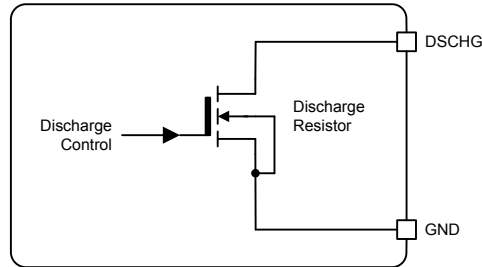 DSCHG
Discharge
Resistor
Discharge
Control
GND